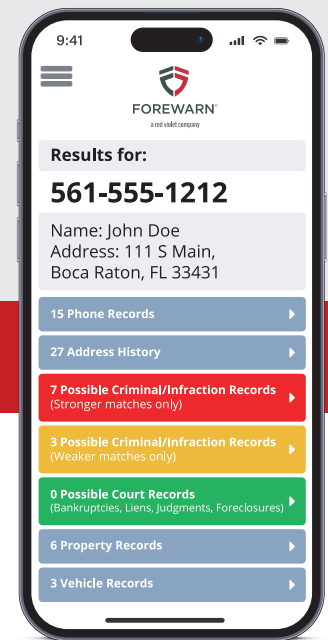 9:41
FOREWARN®
a red violet company
Results for:
561-555-1212
Name: John Doe
Address: 111 S Main,
Boca Raton, FL 33431
15 Phone Records
27 Address History
7 Possible Criminal/Infraction Records
(Stronger matches only)
3 Possible Criminal/Infraction Records
(Weaker matches only)
0 Possible Court Records
(Bankruptcies, Liens, Judgments, Foreclosures)
6 Property Records
3 Vehicle Records